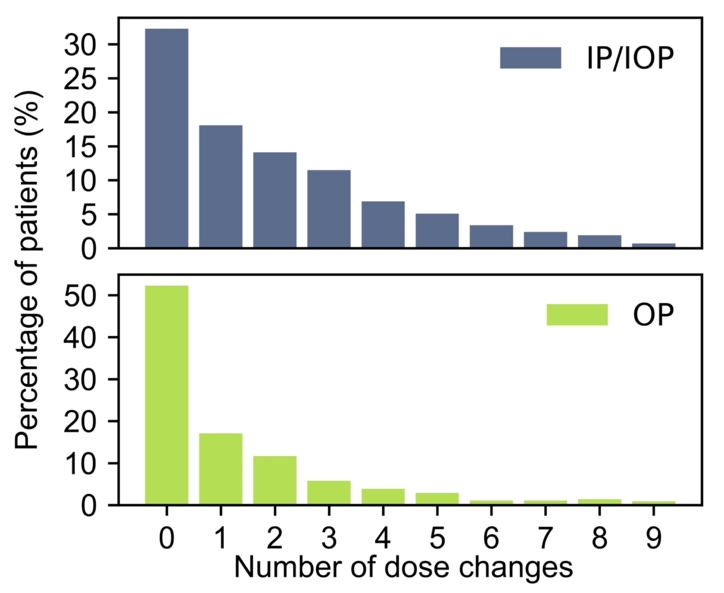 Percentage of patients (%)
30
25
20
15
10
5
0
IP/IOP
50
40
30
20
10
0
OP
0 1 2 3 4 5 6 7 8 9
Number of dose changes